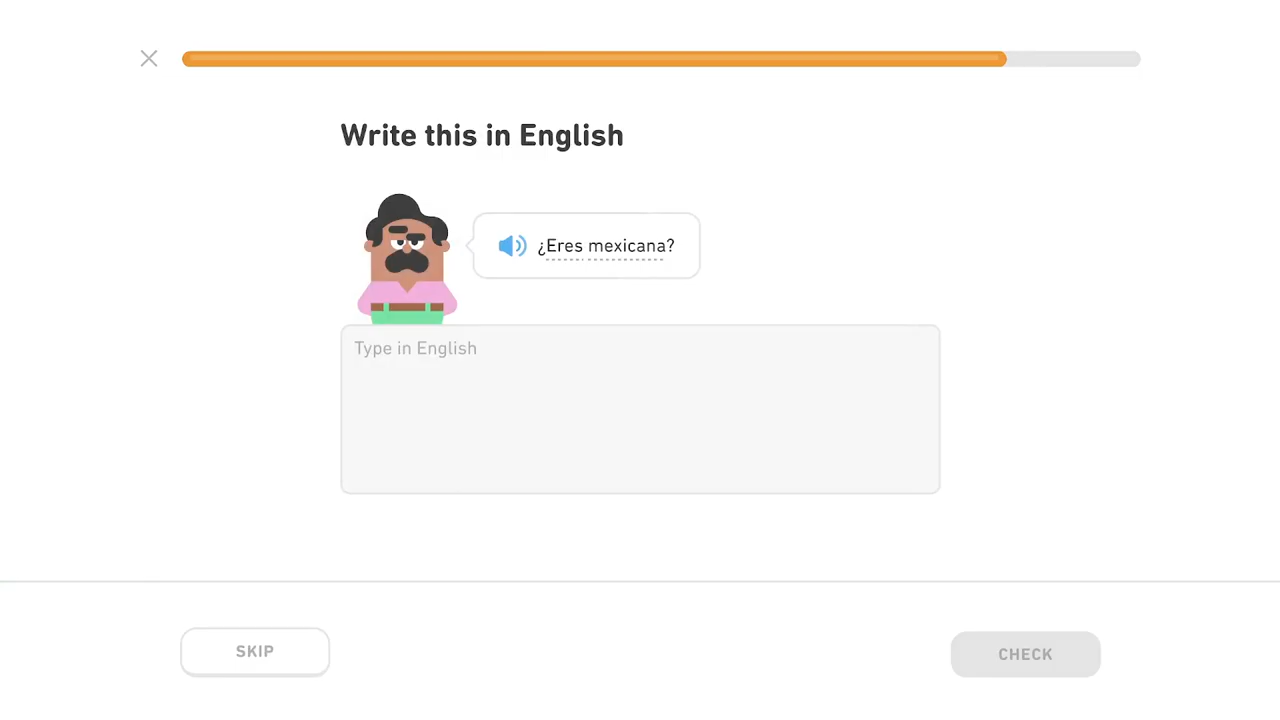 Write this in English
¿Eres mexicana?
Type in English
SKIP
CHECK